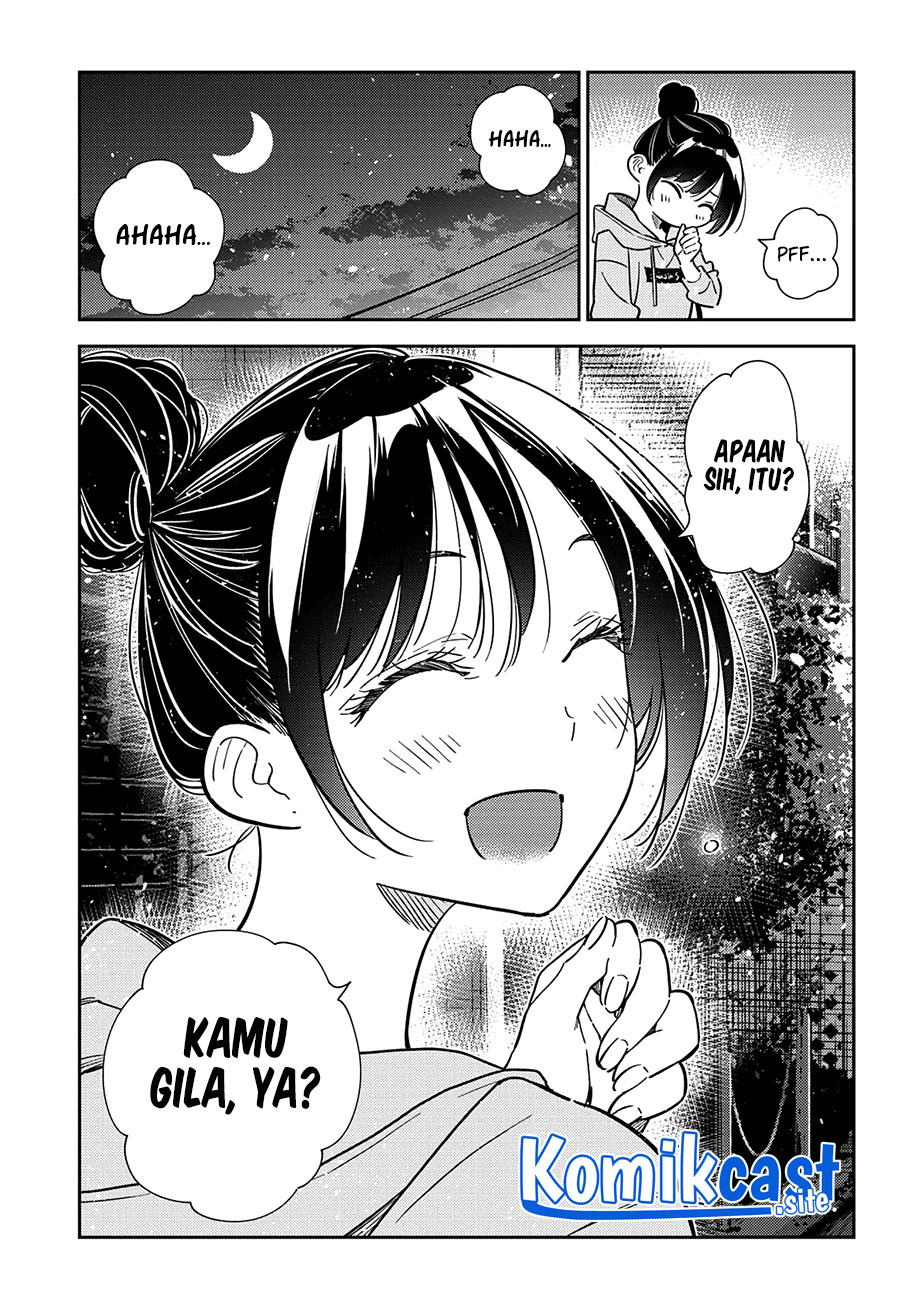 PFF...
HAHA...
AHAHA...
APAAN
SIH, ITU?
KAMU
GILA, YA?
Komikcast
.site